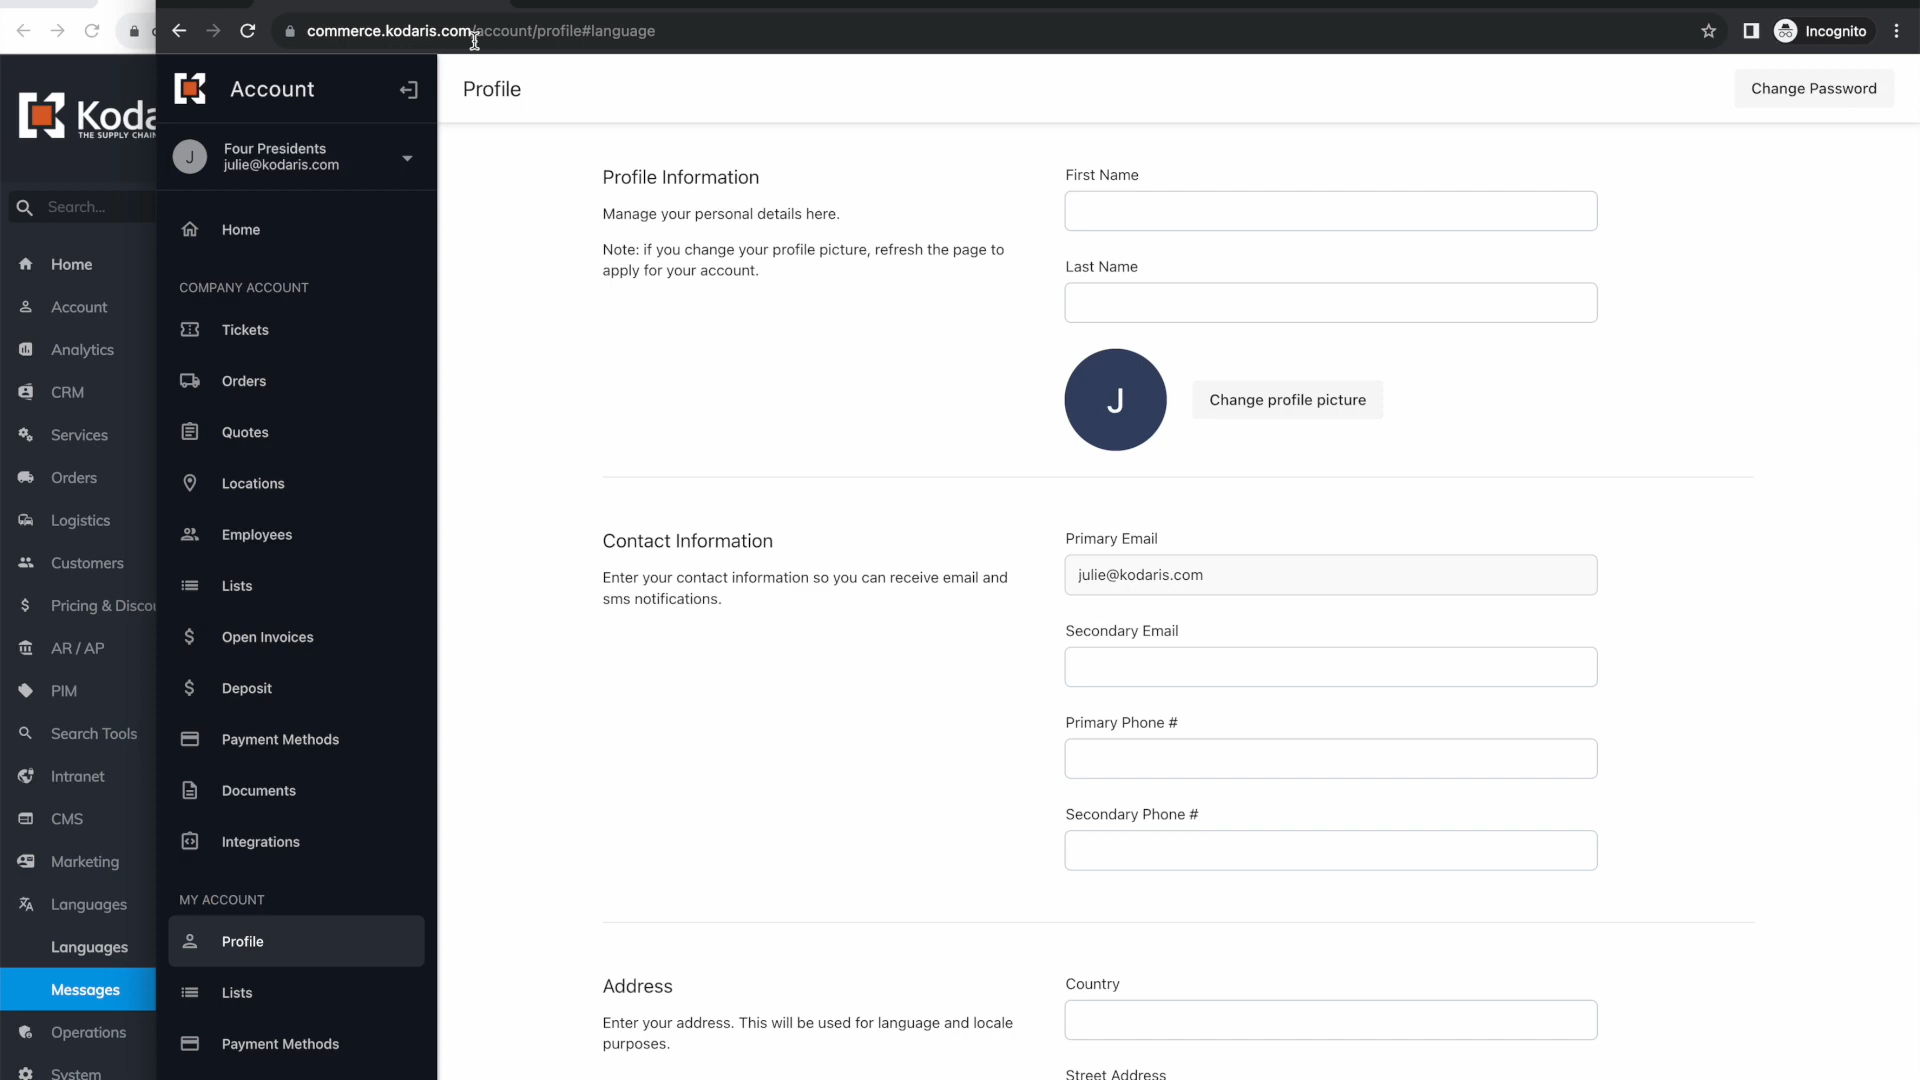 commerce.kodaris.com/account/profile#language
Incognito
Koda
THE SUPPLY CHAIN
Search...
Home
Account
Analytics
CRM
Services
Orders
Logistics
Customers
Pricing & Discou
AR / AP
PIM
Search Tools
Intranet
CMS
Marketing
Languages
Languages
Messages
Operations
System
Account
J
Four Presidents
julie@kodaris.com
Home
COMPANY ACCOUNT
Tickets
Orders
Quotes
Locations
Employees
Lists
Open Invoices
Deposit
Payment Methods
Documents
Integrations
MY ACCOUNT
Profile
Lists
Payment Methods
Profile
Change Password
Profile Information
Manage your personal details here.
Note: if you change your profile picture, refresh the page to
apply for your account.
First Name
Last Name
J
Change profile picture
Contact Information
Enter your contact information so you can receive email and
sms notifications.
Primary Email
julie@kodaris.com
Secondary Email
Primary Phone #
Secondary Phone #
Address
Enter your address. This will be used for language and locale
purposes.
Country
Street Address